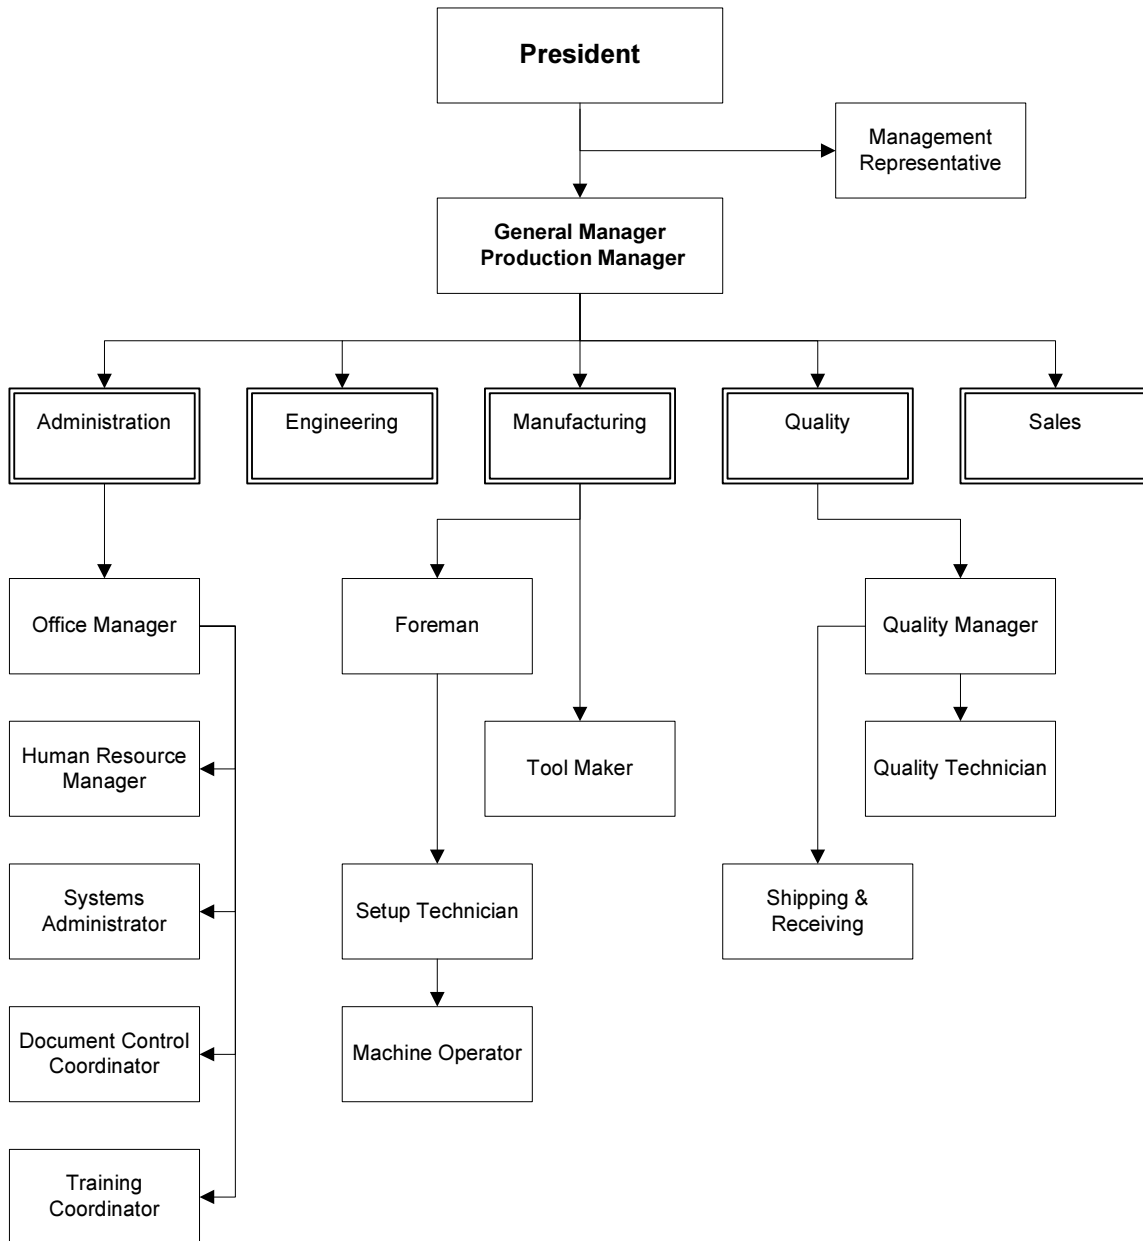 President
Management
Representative
General Manager
Production Manager
Administration
Engineering
Manufacturing
Quality
Sales
Office Manager
Foreman
Quality Manager
Human Resource
Manager
Tool Maker
Quality Technician
Systems
Administrator
Setup Technician
Shipping &
Receiving
Document Control
Coordinator
Machine Operator
Training
Coordinator